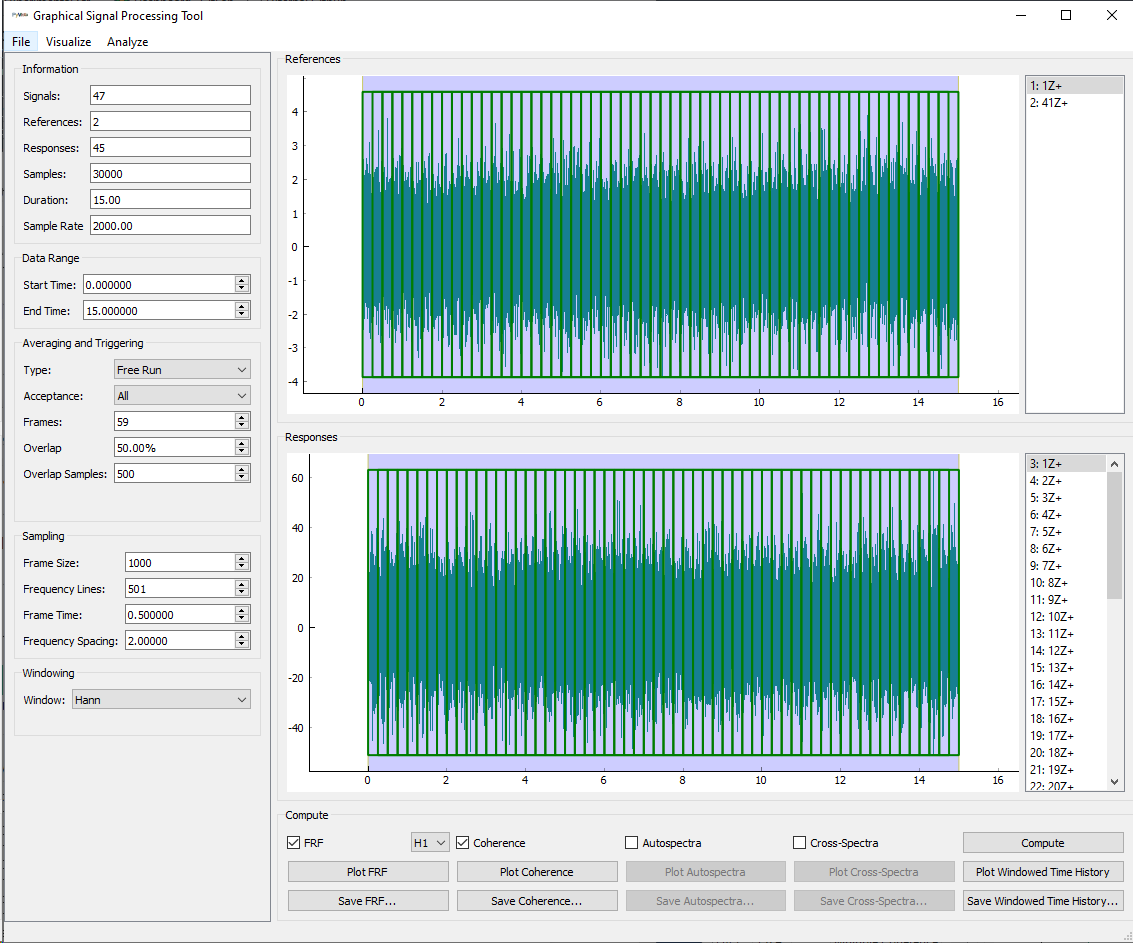 Graphical Signal Processing Tool
File Visualize Analyze
Information
Signals: 47
References: 2
Responses: 45
Samples: 30000
Duration: 15.00
Sample Rate 2000.00
Data Range
Start Time: 0.000000
End Time: 15.000000
Averaging and Triggering
Type: Free Run
Acceptance: All
Frames: 59
Overlap 50.00%
Overlap Samples: 500
Sampling
Frame Size: 1000
Frequency Lines: 501
Frame Time: 0.500000
Frequency Spacing: 2.00000
Windowing
Window: Hann
References
4
3
2
1
0
-1
-2
-3
-4
0 2 4 6 8 10 12 14 16
1: 1Z+
2: 41Z+
Responses
60
40
20
0
-20
-40
0 2 4 6 8 10 12 14 16
3: 1Z+
4: 2Z+
5: 3Z+
6: 4Z+
7: 5Z+
8: 6Z+
9: 7Z+
10: 8Z+
11: 9Z+
12: 10Z+
13: 11Z+
14: 12Z+
15: 13Z+
16: 14Z+
17: 15Z+
18: 16Z+
19: 17Z+
20: 18Z+
21: 19Z+
22: 20Z+
Compute
FRF H1 Coherence Autospectra Cross-Spectra Compute
Plot FRF Plot Coherence Plot Autospectra Plot Cross-Spectra Plot Windowed Time History
Save FRF... Save Coherence... Save Autospectra... Save Cross-Spectra... Save Windowed Time History...